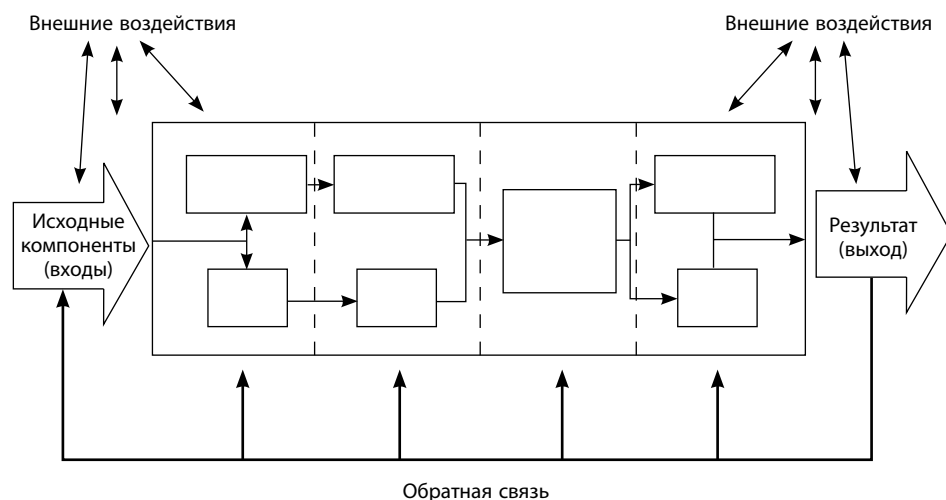 Внешние воздействия
Внешние воздействия
Исходные
компоненты
(входы)
Результат
(выход)
Обратная связь